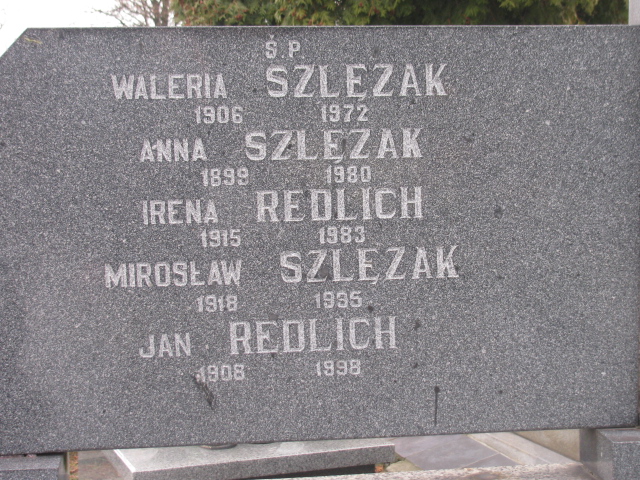 Ś.P
WALERIA SZLĘZAK
1906 1972
ANNA SZLĘZAK
1899 1980
IRENA REDLICH
1915 1983
MIROSŁAW SZLĘZAK
1918 1995
JAN REDLICH
1908 1998